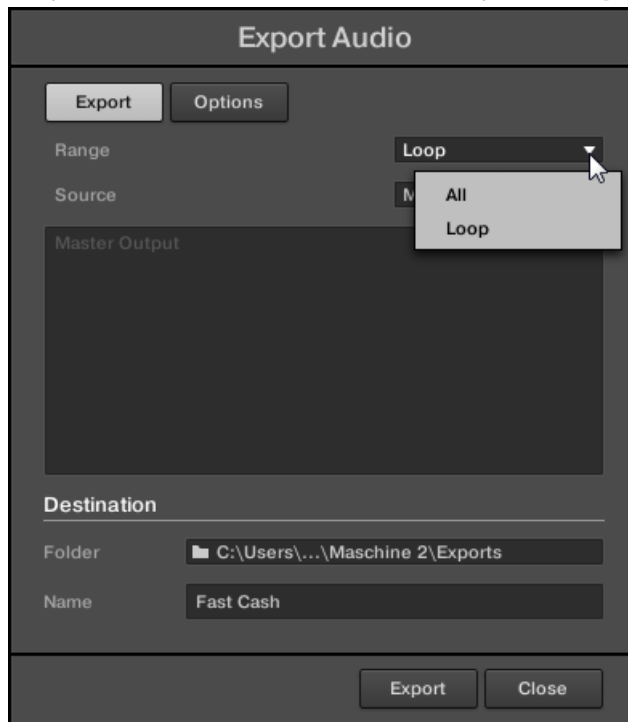 Export Audio
Export Options
Range Loop
Source M
All
Loop
Master Output
Destination
Folder C:\Users\...\Maschine 2\Exports
Name Fast Cash
Export Close